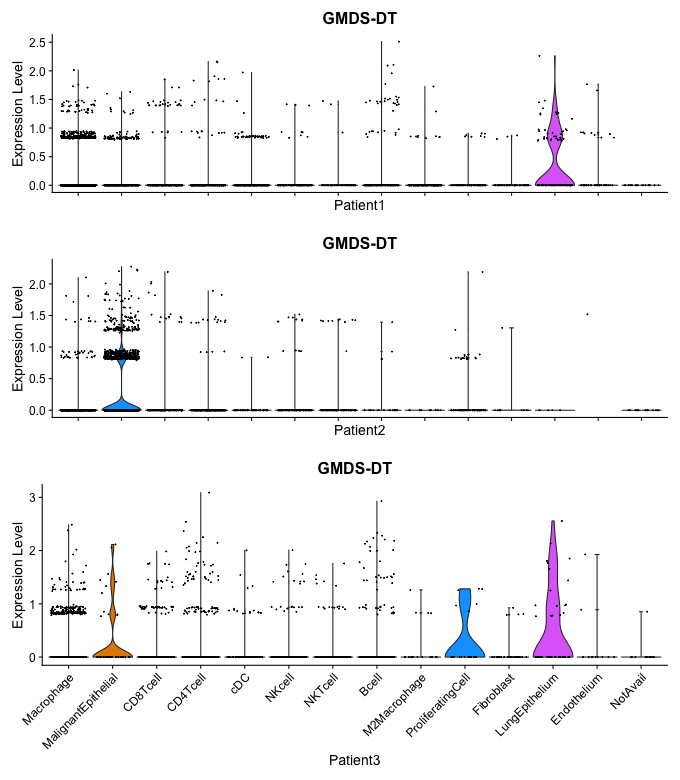 GMDS-DT
Expression Level
2.5
2.0
1.5
1.0
0.5
0.0
Patient1
GMDS-DT
Expression Level
2.0
1.5
1.0
0.5
0.0
Patient2
GMDS-DT
Expression Level
3
2
1
0
Macrophage
MalignantEpithelial
CD8Tcell
CD4Tcell
cDC
NKcell
NKTcell
Bcell
M2Macrophage
ProliferatingCell
Fibroblast
LungEpithelium
Endothelium
NotAvail
Patient3